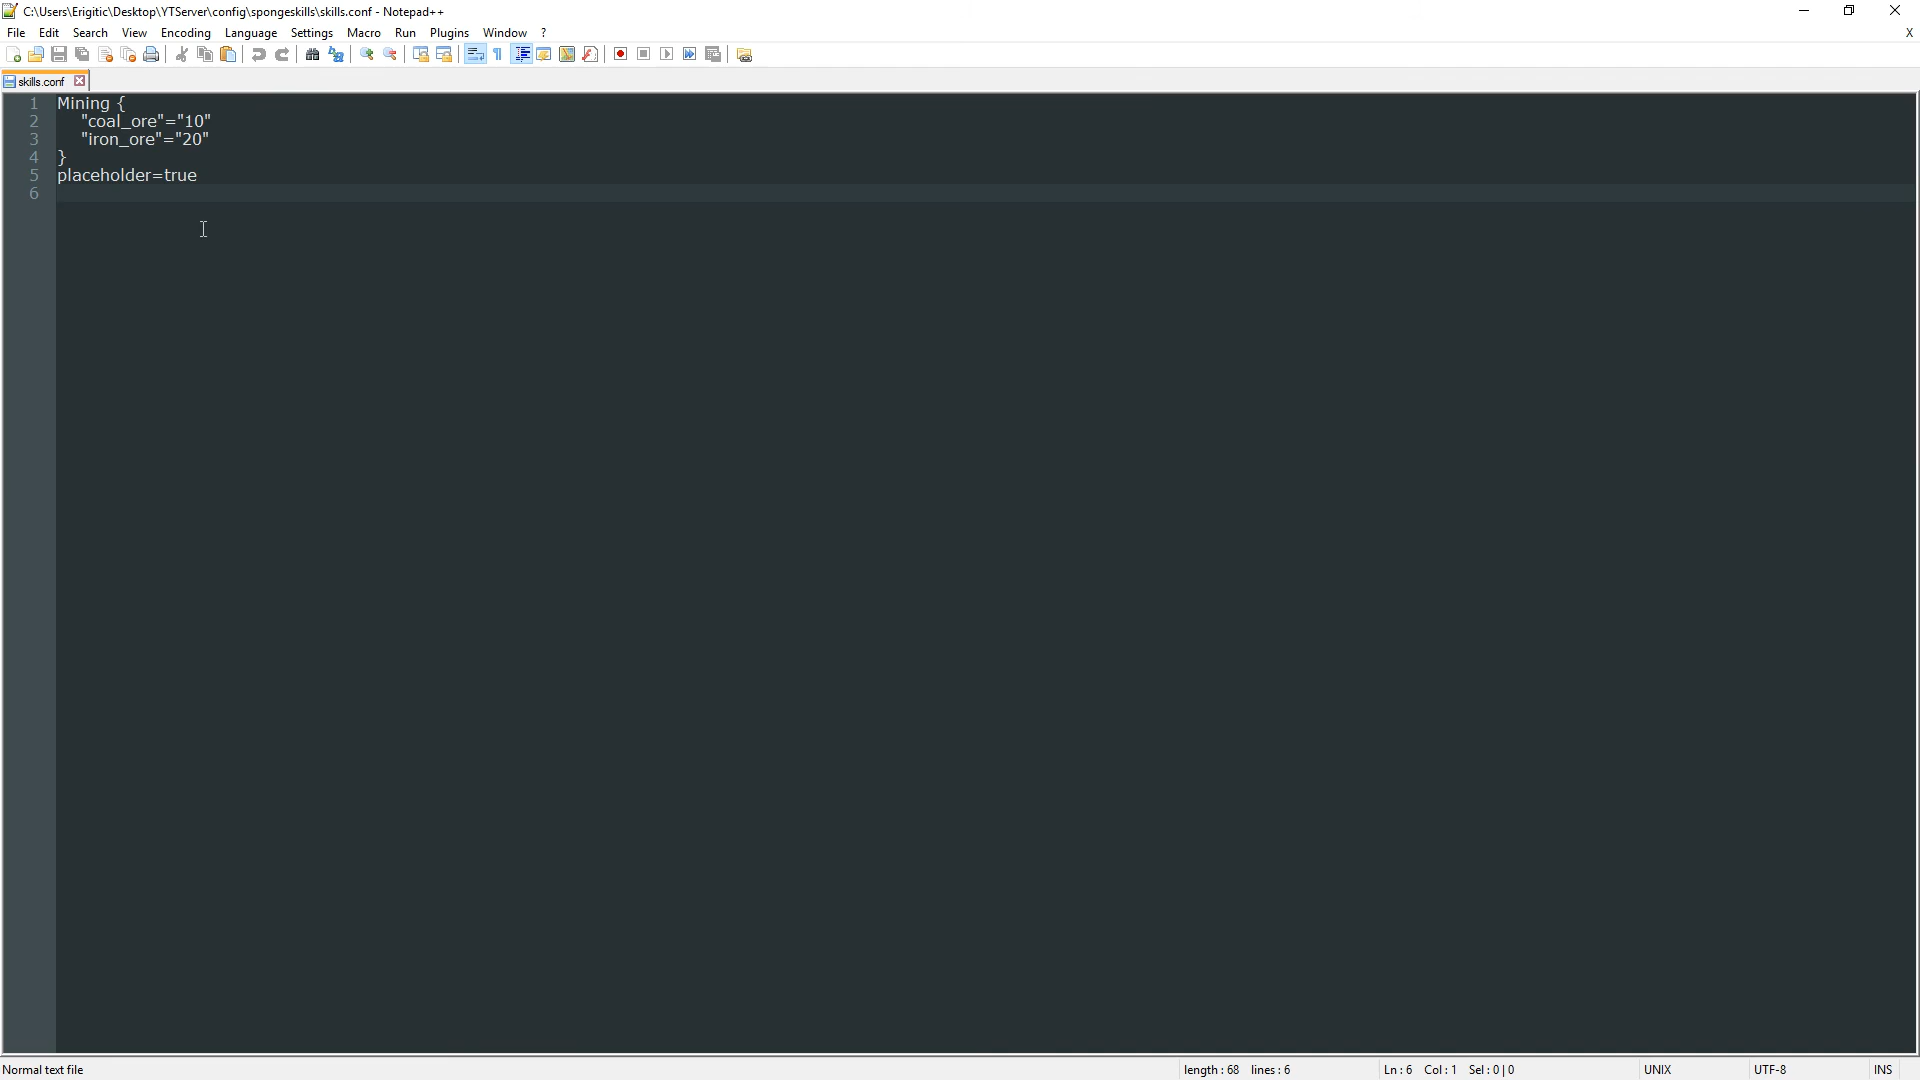 C:\Users\Erigitic\Desktop\YTServer\config\spongeskills\skills.conf - Notepad++
File Edit Search View Encoding Language Settings Macro Run Plugins Window ? X
skills.conf
1 Mining {
2 "coal_ore"="10"
3 "iron_ore"="20"
4 }
5 placeholder=true
6
Normal text file length : 68 lines : 6 Ln : 6 Col : 1 Sel : 0 | 0 UNIX UTF-8 INS